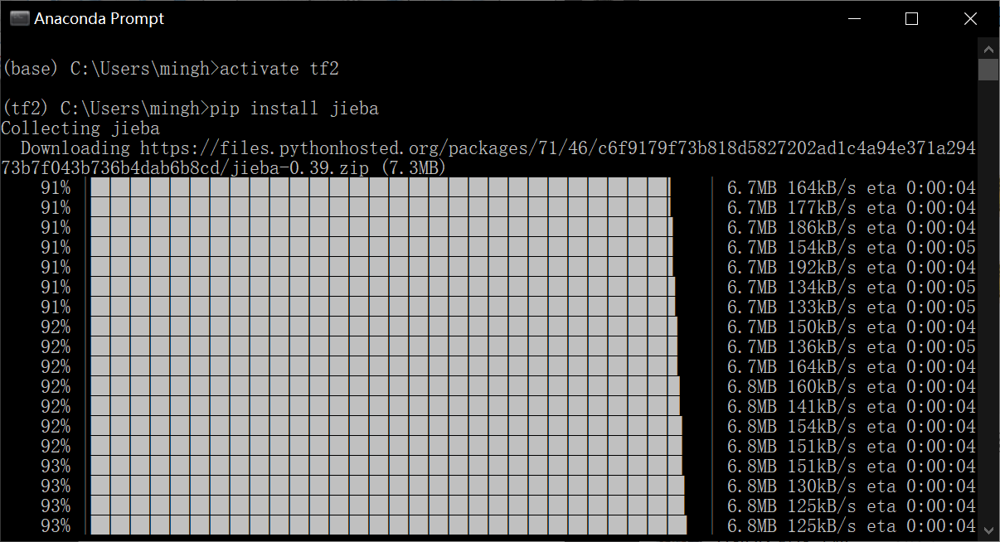 Anaconda Prompt
(base) C:\Users\mingh>activate tf2
(tf2) C:\Users\mingh>pip install jieba
Collecting jieba
Downloading https://files.pythonhosted.org/packages/71/46/c6f9179f73b818d5827202ad1c4a94e371a294
73b7f043b736b4dab6b8cd/jieba-0.39.zip (7.3MB)
91% 6.7MB 164kB/s eta 0:00:04
91% 6.7MB 177kB/s eta 0:00:04
91% 6.7MB 186kB/s eta 0:00:04
91% 6.7MB 154kB/s eta 0:00:05
91% 6.7MB 192kB/s eta 0:00:04
91% 6.7MB 134kB/s eta 0:00:05
91% 6.7MB 133kB/s eta 0:00:05
92% 6.7MB 150kB/s eta 0:00:04
92% 6.7MB 136kB/s eta 0:00:05
92% 6.7MB 164kB/s eta 0:00:04
92% 6.8MB 160kB/s eta 0:00:04
92% 6.8MB 141kB/s eta 0:00:04
92% 6.8MB 154kB/s eta 0:00:04
92% 6.8MB 151kB/s eta 0:00:04
93% 6.8MB 151kB/s eta 0:00:04
93% 6.8MB 130kB/s eta 0:00:04
93% 6.8MB 125kB/s eta 0:00:04
93% 6.8MB 125kB/s eta 0:00:04